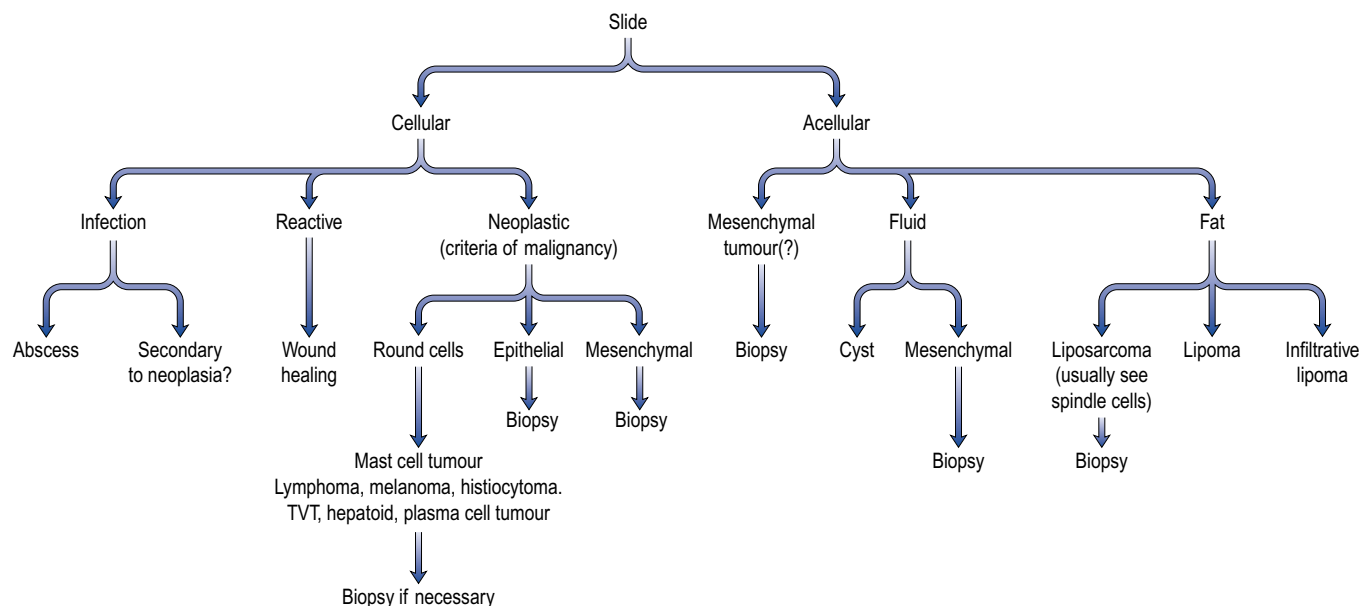 Slide
Cellular
Acellular
Infection
Reactive
Neoplastic
(criteria of malignancy)
Mesenchymal
tumour(?)
Fluid
Fat
Abscess
Secondary
to neoplasia?
Wound
healing
Round cells
Epithelial
Mesenchymal
Biopsy
Cyst
Mesenchymal
Liposarcoma
(usually see
spindle cells)
Lipoma
Infiltrative
lipoma
Biopsy
Biopsy
Mast cell tumour
Lymphoma, melanoma, histiocytoma.
TVT, hepatoid, plasma cell tumour
Biopsy
Biopsy
Biopsy if necessary